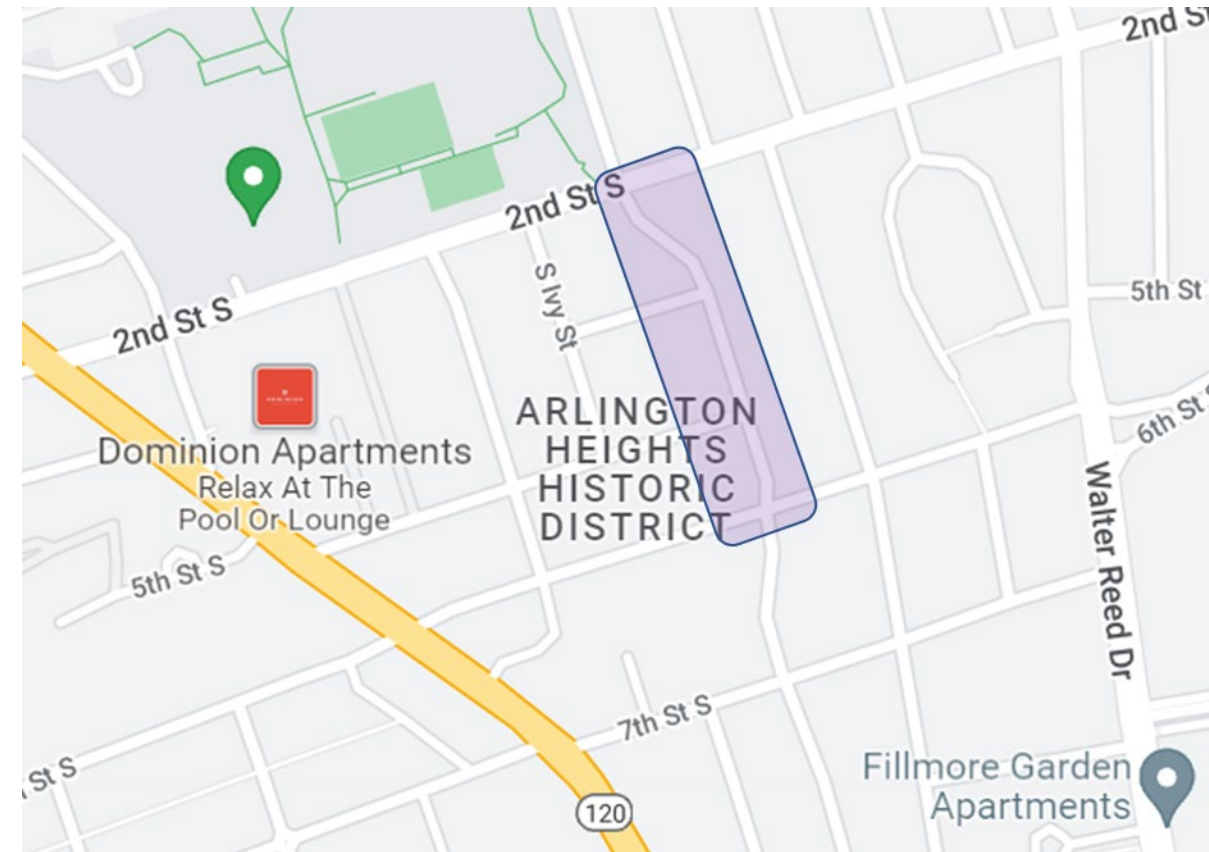 2nd St
2nd St S
S Ivy St
5th St
2nd St S
ARLINGTON
HEIGHTS
HISTORIC
DISTRICT
6th St
Dominion Apartments
Relax At The
Pool Or Lounge
5th St S
Walter Reed Dr
7th St S
St S
Fillmore Garden
Apartments
120